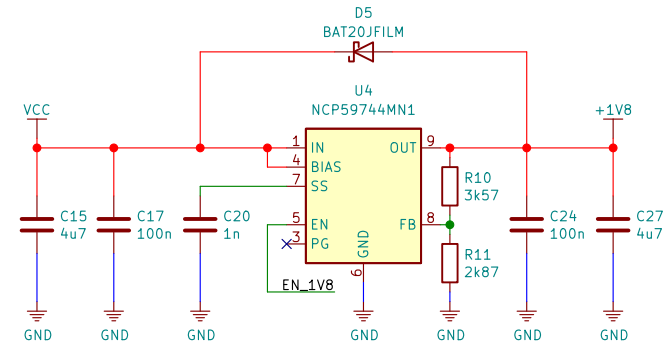 D5
BAT20JFILM
U4
NCP59744MN1
VCC
+1V8
1
IN
OUT
9
4
BIAS
7
SS
R10
3k57
C15
4u7
C17
100n
C20
1n
5
EN
FB
8
C24
100n
C27
4u7
3
PG
GND
6
R11
2k87
EN_1V8
GND
GND
GND
GND
GND
GND
GND